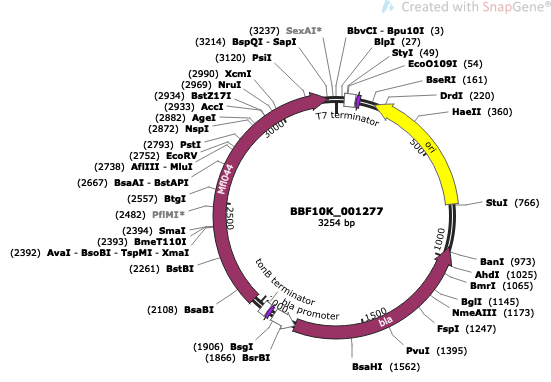 Created with SnapGene®
(3237) SexAI*
(3214) BspQI - SapI
(3120) PsiI
(2990) XcmI
(2969) NruI
(2934) BstZ17I
(2933) AccI
(2882) AgeI
(2872) NspI
(2793) PstI
(2752) EcoRV
(2738) AflIII - MluI
(2667) BsaAI - BstAPI
(2557) BtgI
(2482) PflMI*
(2394) SmaI
(2393) BmeT110I
(2392) AvaI - BsoBI - TspMI - XmaI
(2261) BstBI
(2108) BsaBI
(1906) BsgI
(1866) BsrBI
BbvCI - Bpu10I (3)
BlpI (27)
StyI (49)
EcoO109I (54)
BseRI (161)
DrdI (220)
HaeII (360)
StuI (766)
BanI (973)
AhdI (1025)
BmrI (1065)
BglI (1145)
NmeAIII (1173)
FspI (1247)
PvuI (1395)
BsaHI (1562)
T7 terminator
ori
bla
bla promoter
tonB terminator
Mfl044
500
1000
1500
2000
2500
3000
BBF10K_001277
3254 bp